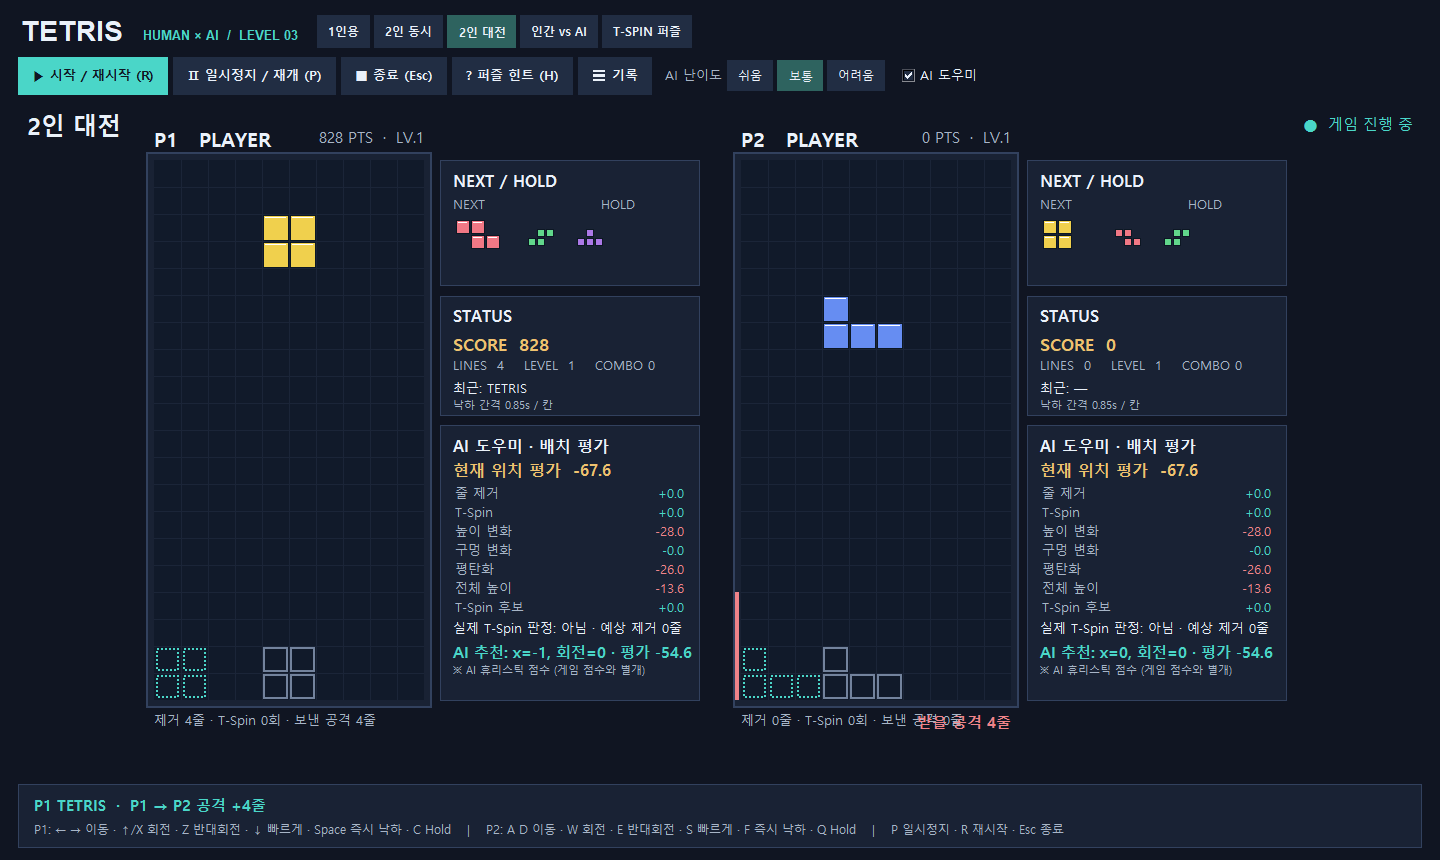 TETRIS HUMAN × AI / LEVEL 03 1인용 2인 동시 2인 대전 인간 vs AI T-SPIN 퍼즐
▶ 시작 / 재시작 (R) Ⅱ 일시정지 / 재개 (P) ■ 종료 (Esc) ? 퍼즐 힌트 (H) ☰ 기록 AI 난이도 쉬움 보통 어려움 AI 도우미
2인 대전
● 게임 진행 중
P1 PLAYER 828 PTS · LV.1
NEXT / HOLD
NEXT HOLD
STATUS
SCORE 828
LINES 4 LEVEL 1 COMBO 0
최근: TETRIS
낙하 간격 0.85s / 칸
AI 도우미 · 배치 평가
현재 위치 평가 -67.6
줄 제거 +0.0
T-Spin +0.0
높이 변화 -28.0
구멍 변화 -0.0
평탄화 -26.0
전체 높이 -13.6
T-Spin 후보 +0.0
실제 T-Spin 판정: 아님 · 예상 제거 0줄
AI 추천: x=-1, 회전=0 · 평가 -54.6
※ AI 휴리스틱 점수 (게임 점수와 별개)
제거 4줄 · T-Spin 0회 · 보낸 공격 4줄
P2 PLAYER 0 PTS · LV.1
NEXT / HOLD
NEXT HOLD
STATUS
SCORE 0
LINES 0 LEVEL 1 COMBO 0
최근: —
낙하 간격 0.85s / 칸
AI 도우미 · 배치 평가
현재 위치 평가 -67.6
줄 제거 +0.0
T-Spin +0.0
높이 변화 -28.0
구멍 변화 -0.0
평탄화 -26.0
전체 높이 -13.6
T-Spin 후보 +0.0
실제 T-Spin 판정: 아님 · 예상 제거 0줄
AI 추천: x=0, 회전=0 · 평가 -54.6
※ AI 휴리스틱 점수 (게임 점수와 별개)
제거 0줄 · T-Spin 0회 · 보낸 공격 0줄
받을 공격 4줄
P1 TETRIS · P1 → P2 공격 +4줄
P1: ← → 이동 · ↑/X 회전 · Z 반대회전 · ↓ 빠르게 · Space 즉시 낙하 · C Hold | P2: A D 이동 · W 회전 · E 반대회전 · S 빠르게 · F 즉시 낙하 · Q Hold | P 일시정지 · R 재시작 · Esc 종료